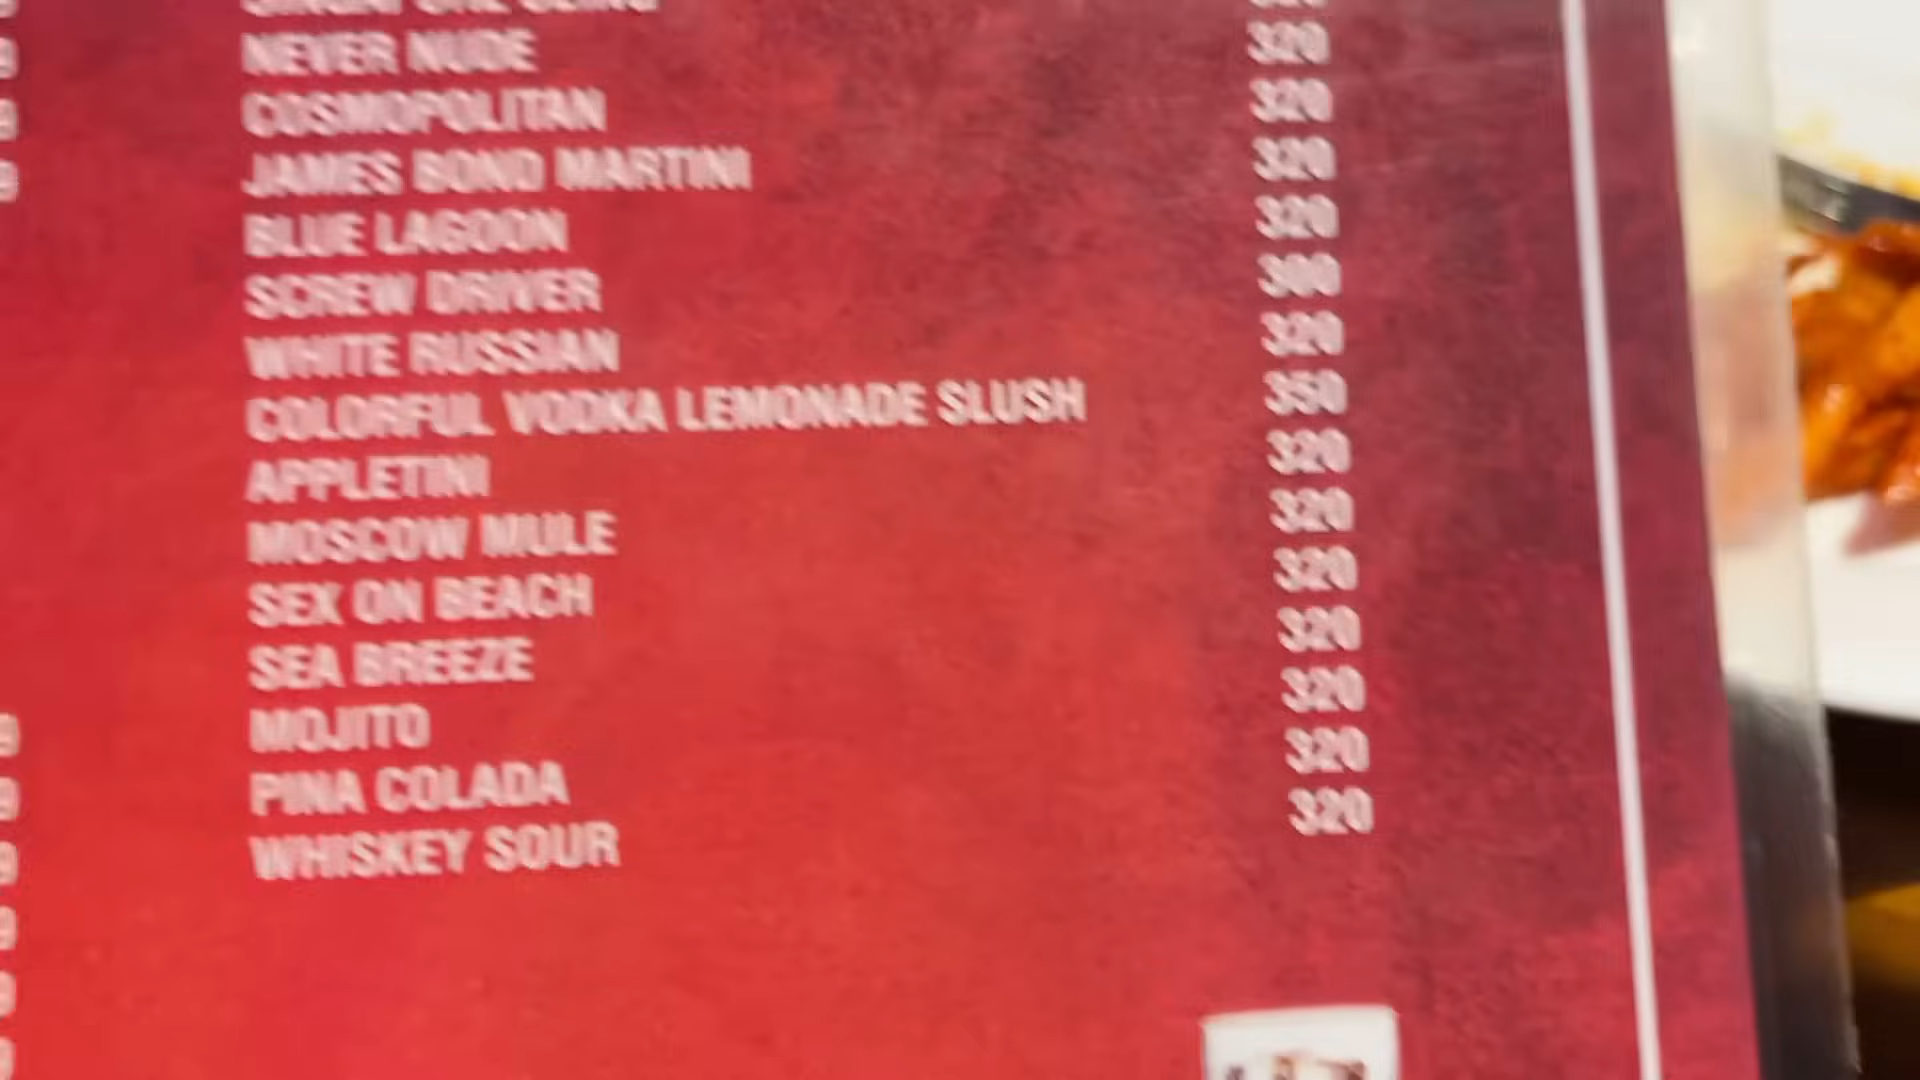 NEVER NUDE 320
COSMOPOLITAN 320
JAMES BOND MARTINI 320
BLUE LAGOON 320
SCREW DRIVER 300
WHITE RUSSIAN 320
COLORFUL VODKA LEMONADE SLUSH 350
APPLETINI 320
MOSCOW MULE 320
SEX ON BEACH 320
SEA BREEZE 320
MOJITO 320
PINA COLADA 320
WHISKEY SOUR 320